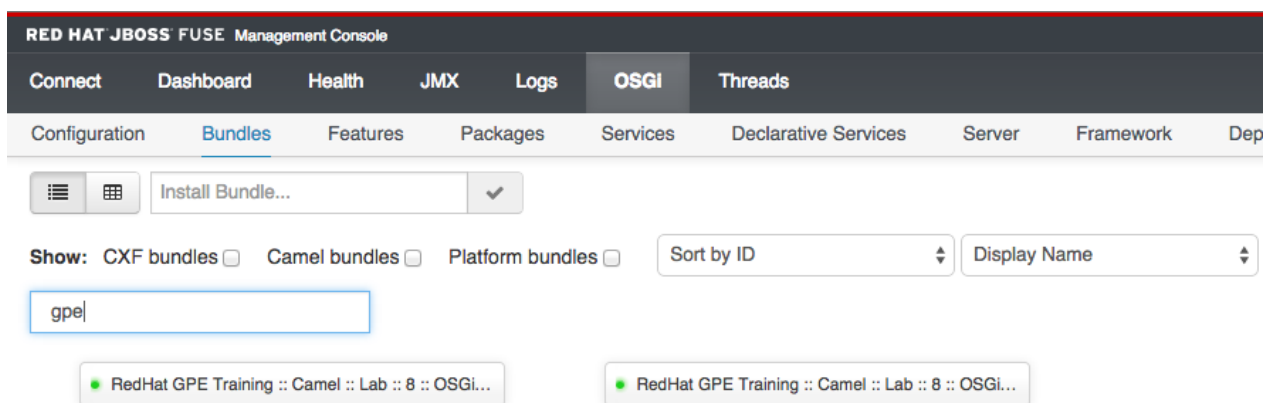 RED HAT JBOSS FUSE Management Console
Connect Dashboard Health JMX Logs OSGi Threads
Configuration Bundles Features Packages Services Declarative Services Server Framework Dep
Install Bundle...
Show: CXF bundles Camel bundles Platform bundles Sort by ID Display Name
gpe
RedHat GPE Training :: Camel :: Lab :: 8 :: OSGi... RedHat GPE Training :: Camel :: Lab :: 8 :: OSGi...